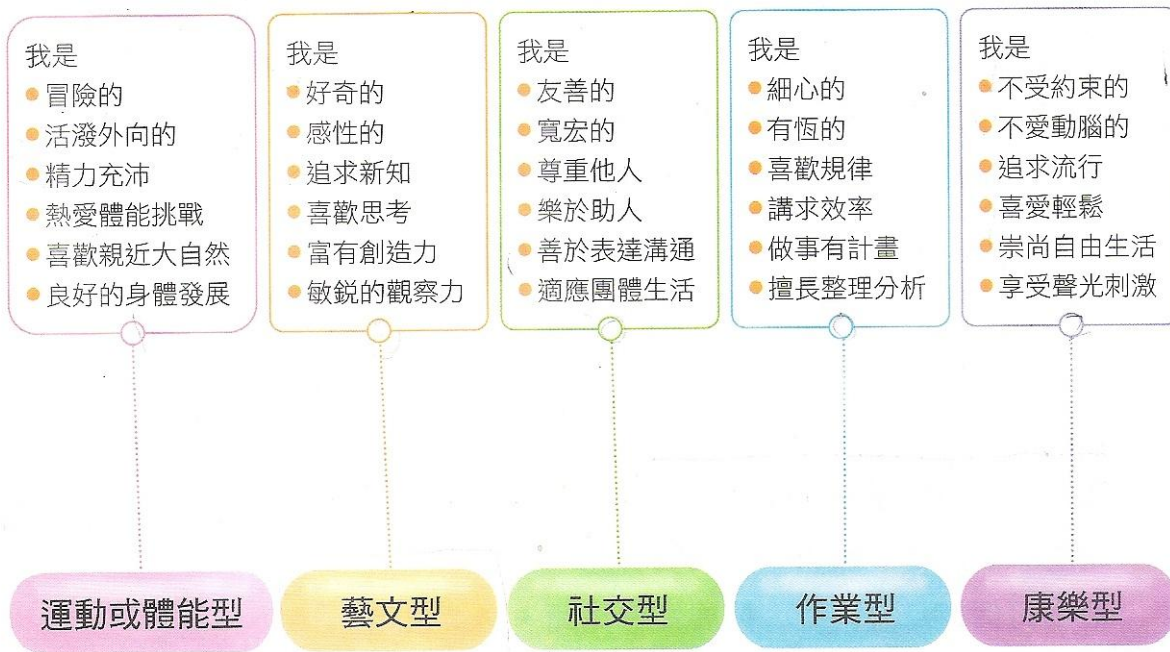 我是
● 冒險的
● 活潑外向的
● 精力充沛
● 熱愛體能挑戰
● 喜歡親近大自然
● 良好的身體發展
運動或體能型
我是
● 好奇的
● 感性的
● 追求新知
● 喜歡思考
● 富有創造力
● 敏銳的觀察力
藝文型
我是
● 友善的
● 寬宏的
● 尊重他人
● 樂於助人
● 善於表達溝通
● 適應團體生活
社交型
我是
● 細心的
● 有恆的
● 喜歡規律
● 講求效率
● 做事有計畫
● 擅長整理分析
作業型
我是
● 不受約束的
● 不愛動腦的
● 追求流行
● 喜愛輕鬆
● 崇尚自由生活
● 享受聲光刺激
康樂型